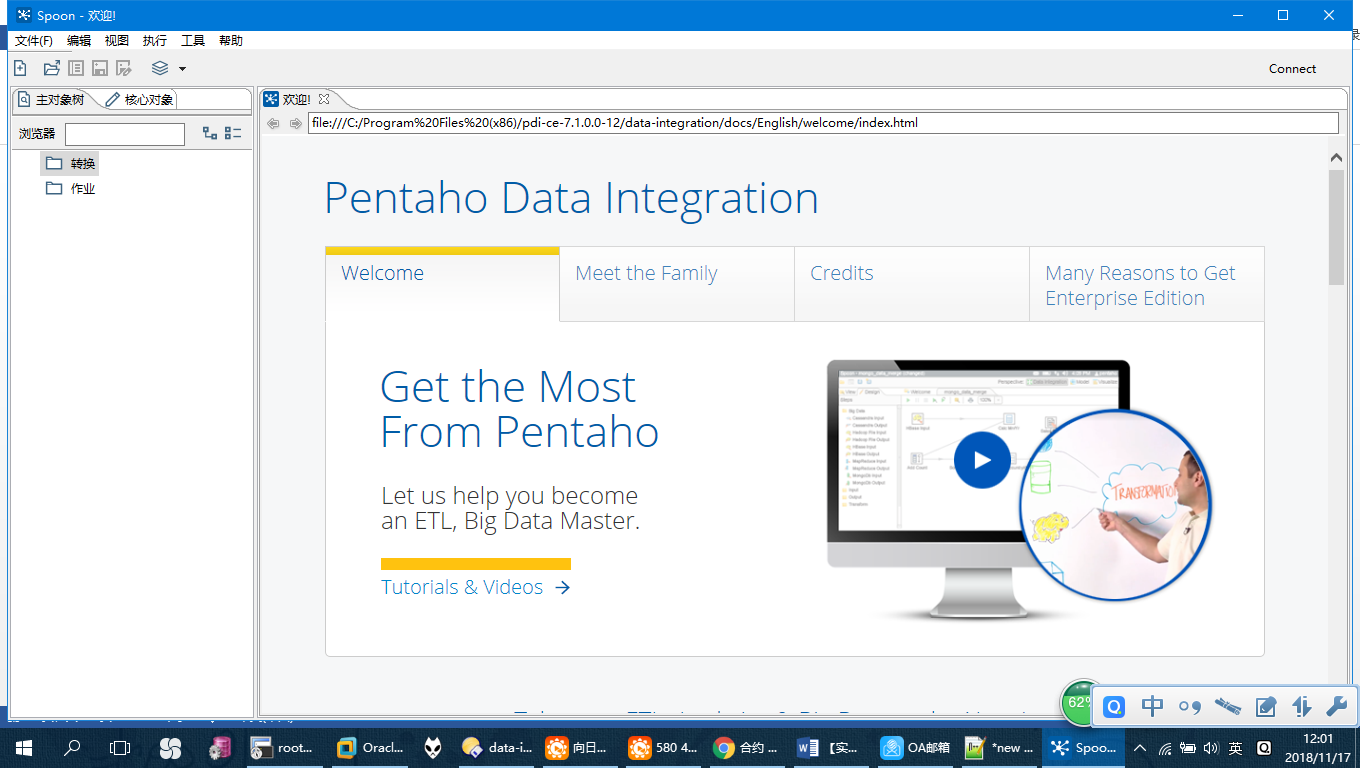 Spoon - 欢迎!
文件(F) 编辑 视图 执行 工具 帮助
Connect
主对象树 核心对象
欢迎!
浏览器
file:///C:/Program%20Files%20(x86)/pdi-ce-7.1.0.0-12/data-integration/docs/English/welcome/index.html
转换
作业
Pentaho Data Integration
Welcome
Meet the Family
Credits
Many Reasons to Get
Enterprise Edition
Get the Most
From Pentaho
Let us help you become
an ETL, Big Data Master.
Tutorials & Videos
TRANSFORMATION
62%
中
root...
Oracl...
data-i...
向日...
580 4...
合约 ...
【实...
OA邮箱
*new ...
Spoo...
英
12:01
2018/11/17